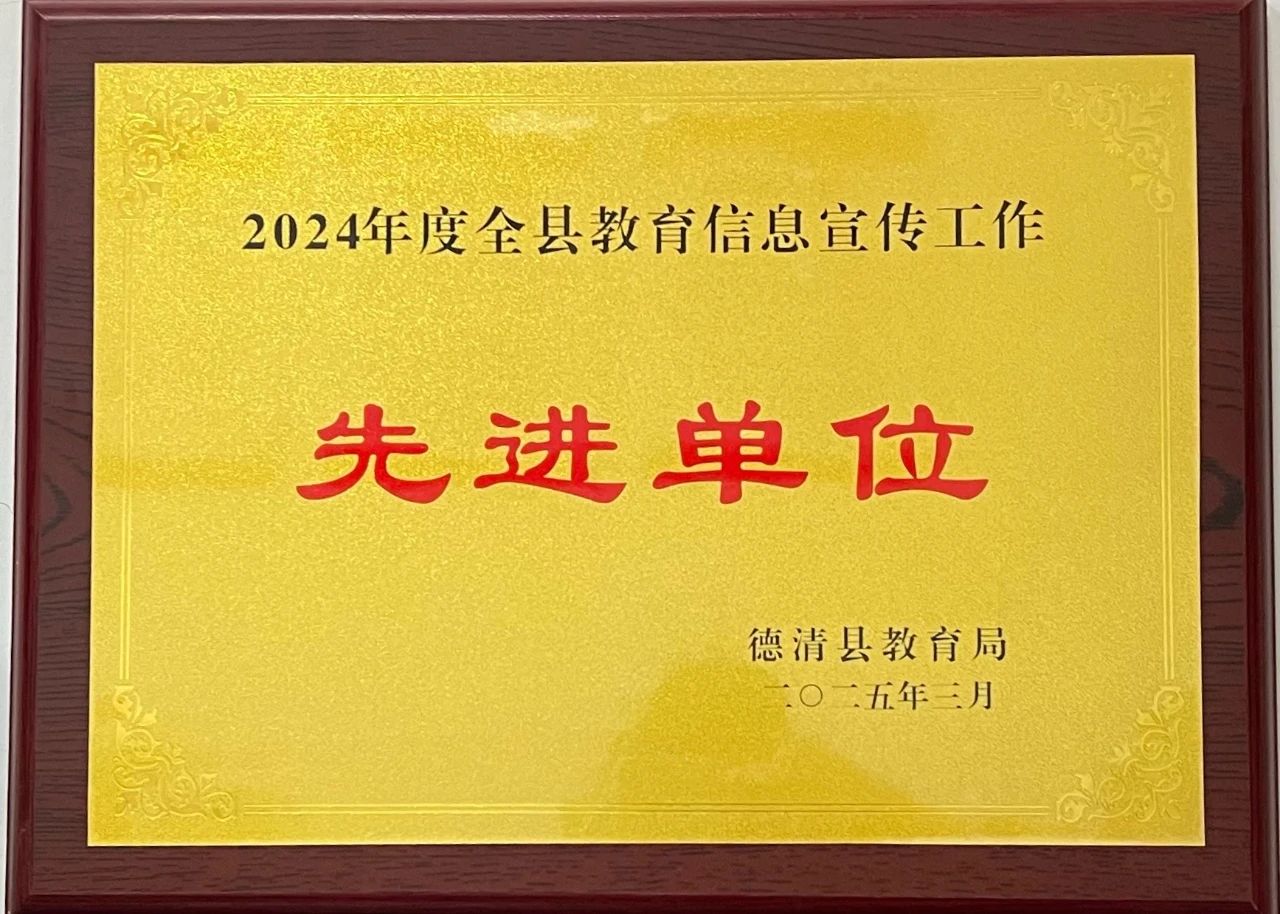 2024年度全县教育信息宣传工作
先进单位
德清县教育局
二〇二五年三月